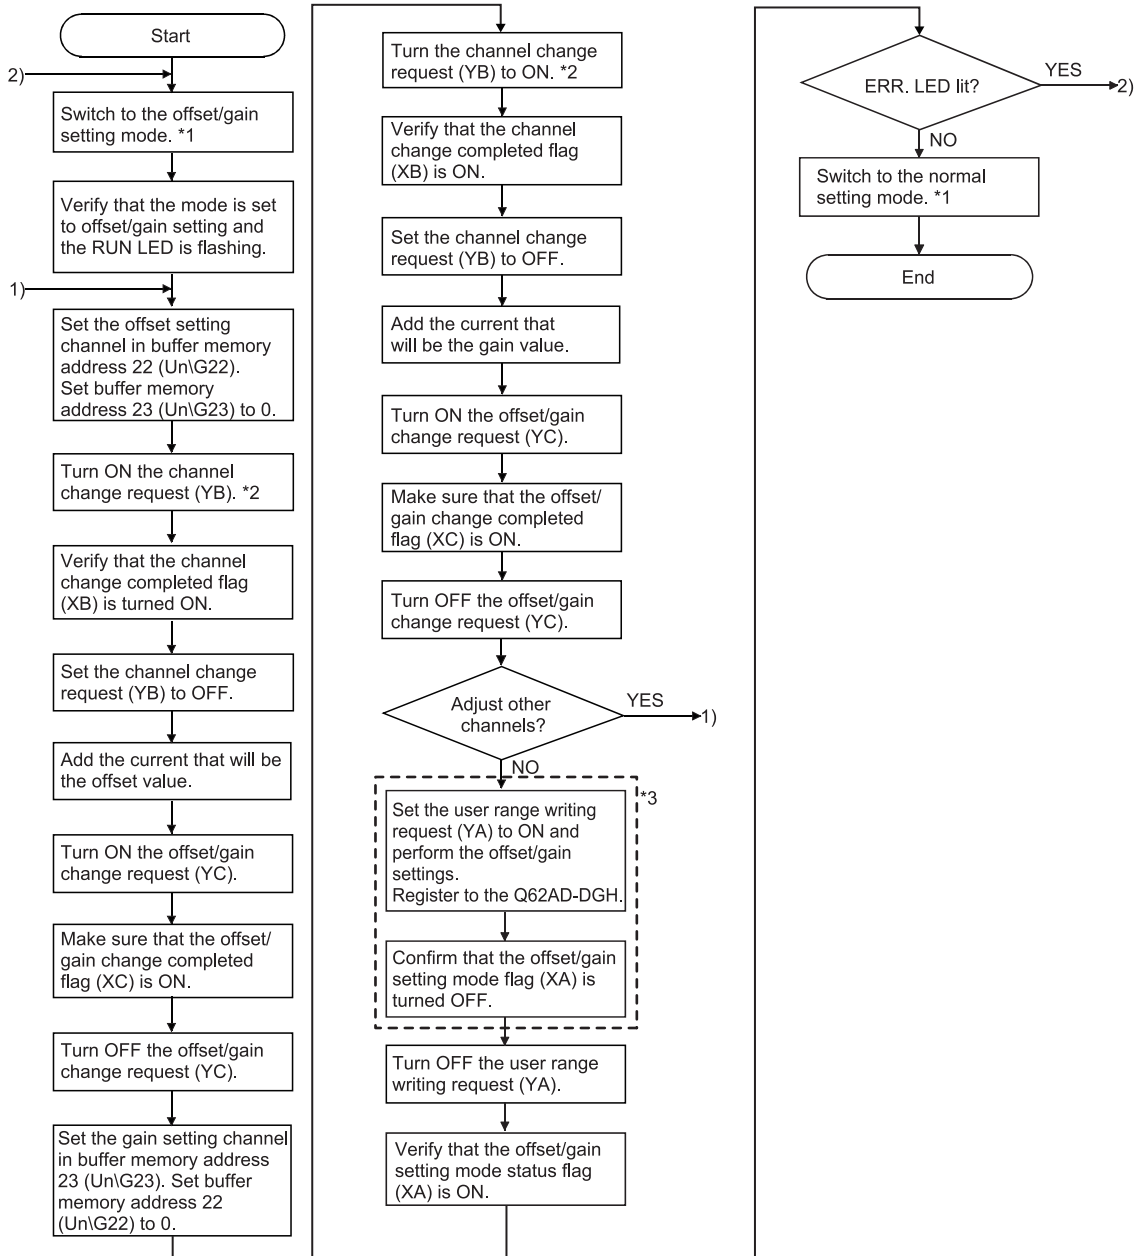 Start
2)
Switch to the offset/gain
setting mode. *1
Verify that the mode is set
to offset/gain setting and
the RUN LED is flashing.
1)
Set the offset setting
channel in buffer memory
address 22 (Un\G22).
Set buffer memory
address 23 (Un\G23) to 0.
Turn ON the channel
change request (YB). *2
Verify that the channel
change completed flag
(XB) is turned ON.
Set the channel change
request (YB) to OFF.
Add the current that will be
the offset value.
Turn ON the offset/gain
change request (YC).
Make sure that the offset/
gain change completed
flag (XC) is ON.
Turn OFF the offset/gain
change request (YC).
Set the gain setting channel
in buffer memory address
23 (Un\G23). Set buffer
memory address 22
(Un\G22) to 0.
Turn the channel change
request (YB) to ON. *2
Verify that the channel
change completed flag
(XB) is ON.
Set the channel change
request (YB) to OFF.
Add the current that
will be the gain value.
Turn ON the offset/gain
change request (YC).
Make sure that the offset/
gain change completed
flag (XC) is ON.
Turn OFF the offset/gain
change request (YC).
Adjust other
channels?
YES
1)
NO
*3
Set the user range writing
request (YA) to ON and
perform the offset/gain
settings.
Register to the Q62AD-DGH.
Confirm that the offset/gain
setting mode flag (XA) is
turned OFF.
Turn OFF the user range
writing request (YA).
Verify that the offset/gain
setting mode status flag
(XA) is ON.
ERR. LED lit?
YES
2)
NO
Switch to the normal
setting mode. *1
End